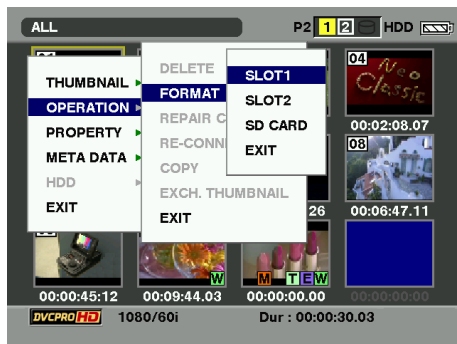 ALL P2 1 2 HDD
THUMBNAIL
OPERATION
PROPERTY
META DATA
HDD
EXIT
DELETE
FORMAT
REPAIR C
RE-CONN
COPY
EXCH. THUMBNAIL
EXIT
SLOT1
SLOT2
SD CARD
EXIT
04
Neo
Classic
00:02:08.07
08
26 00:06:47.11
W M T E W
00:00:45:12 00:09:44.03 00:00:00.00 00:00:00.00
DVCPRO HD 1080/60i Dur : 00:00:30.03